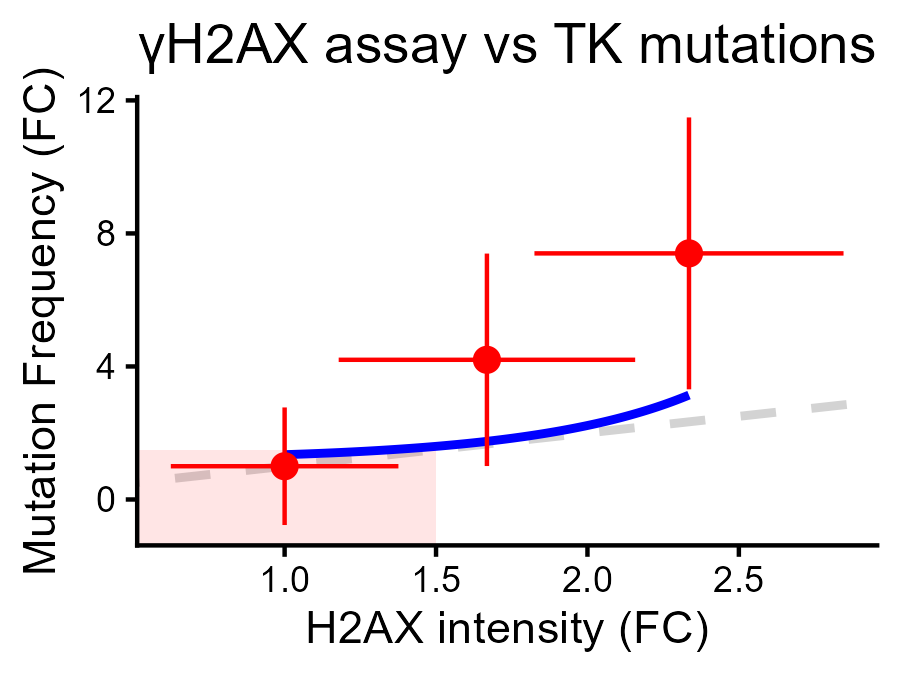 γH2AX assay vs TK mutations
Mutation Frequency (FC)
12
8
4
0
1.0
1.5
2.0
2.5
H2AX intensity (FC)